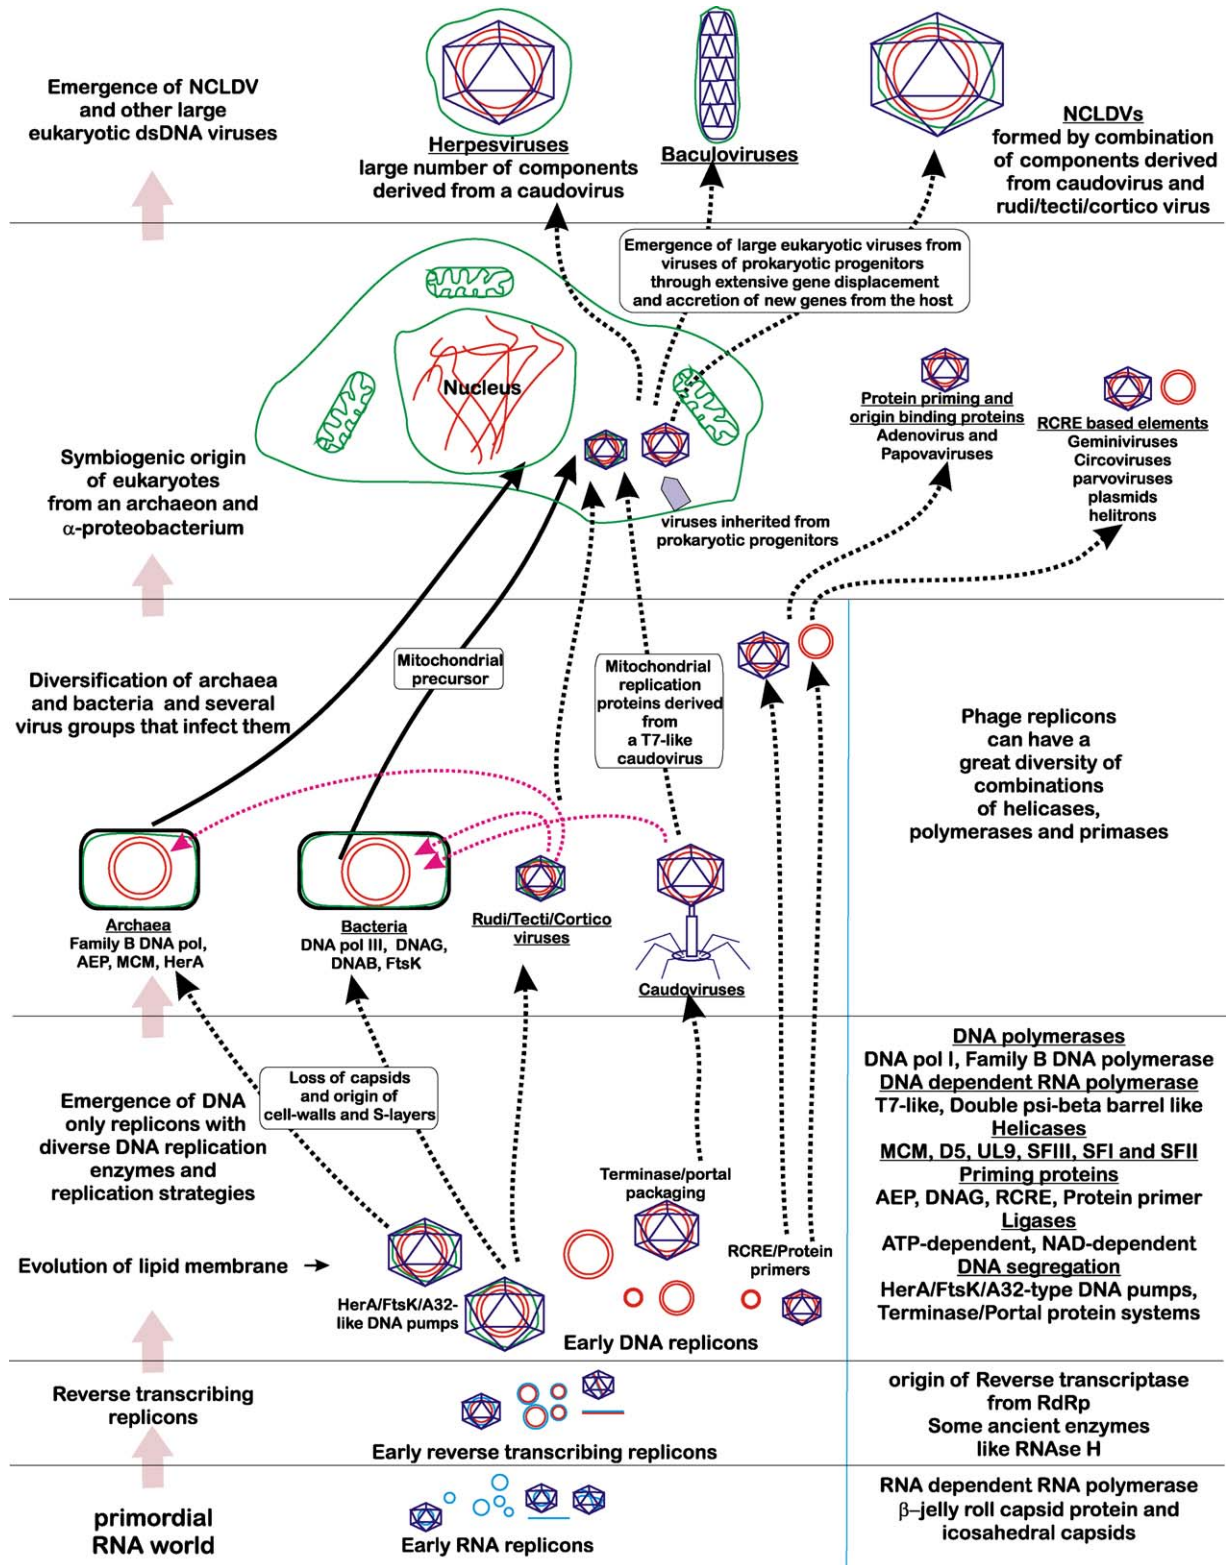 Emergence of NCLDV
and other large
eukaryotic dsDNA viruses
Herpesviruses
large number of components
derived from a caudovirus
Baculoviruses
NCLDVs
formed by combination
of components derived
from caudovirus and
rudi/tecti/cortico virus
Emergence of large eukaryotic viruses from
viruses of prokaryotic progenitors
through extensive gene displacement
and accretion of new genes from the host
Nucleus
Symbiogenic origin
of eukaryotes
from an archaeon and
α-proteobacterium
viruses inherited from
prokaryotic progenitors
Protein priming and
origin binding proteins
Adenovirus and
Papovaviruses
RCRE based elements
Geminiviruses
Circoviruses
parvoviruses
plasmids
helitrons
Diversification of archaea
and bacteria and several
virus groups that infect them
Mitochondrial
precursor
Mitochondrial
replication
proteins derived
from
a T7-like
caudovirus
Phage replicons
can have a
great diversity of
combinations
of helicases,
polymerases and primases
Archaea
Family B DNA pol,
AEP, MCM, HerA
Bacteria
DNA pol III, DNAG,
DNAB, FtsK
Rudi/Tecti/Cortico
viruses
Caudoviruses
Emergence of DNA
only replicons with
diverse DNA replication
enzymes and
replication strategies
Loss of capsids
and origin of
cell-walls and S-layers
Terminase/portal
packaging
RCRE/Protein
primers
Evolution of lipid membrane
HerA/FtsK/A32-
like DNA pumps
Early DNA replicons
DNA polymerases
DNA pol I, Family B DNA polymerase
DNA dependent RNA polymerase
T7-like, Double psi-beta barrel like
Helicases
MCM, D5, UL9, SFIII, SFI and SFII
Priming proteins
AEP, DNAG, RCRE, Protein primer
Ligases
ATP-dependent, NAD-dependent
DNA segregation
HerA/FtsK/A32-type DNA pumps,
Terminase/Portal protein systems
Reverse transcribing
replicons
Early reverse transcribing replicons
origin of Reverse transcriptase
from RdRp
Some ancient enzymes
like RNAse H
primordial
RNA world
Early RNA replicons
RNA dependent RNA polymerase
β–jelly roll capsid protein and
icosahedral capsids